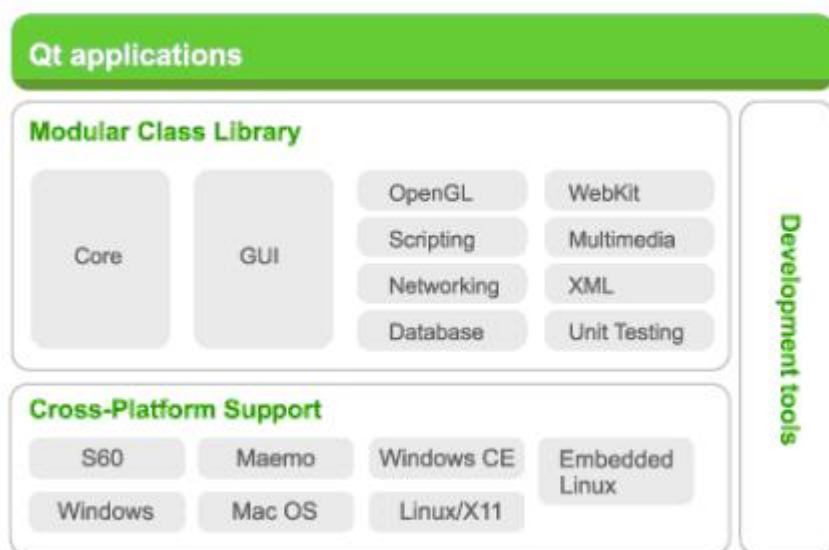 Qt applications
Modular Class Library
Core
GUI
OpenGL
WebKit
Scripting
Multimedia
Networking
XML
Database
Unit Testing
Development tools
Cross-Platform Support
S60
Maemo
Windows CE
Embedded
Linux
Windows
Mac OS
Linux/X11